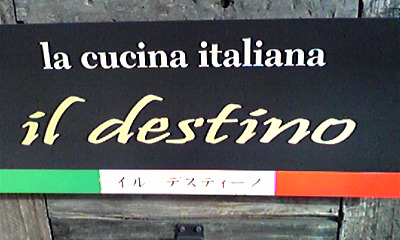 la cucina italiana
il destino
イル デスティーノ